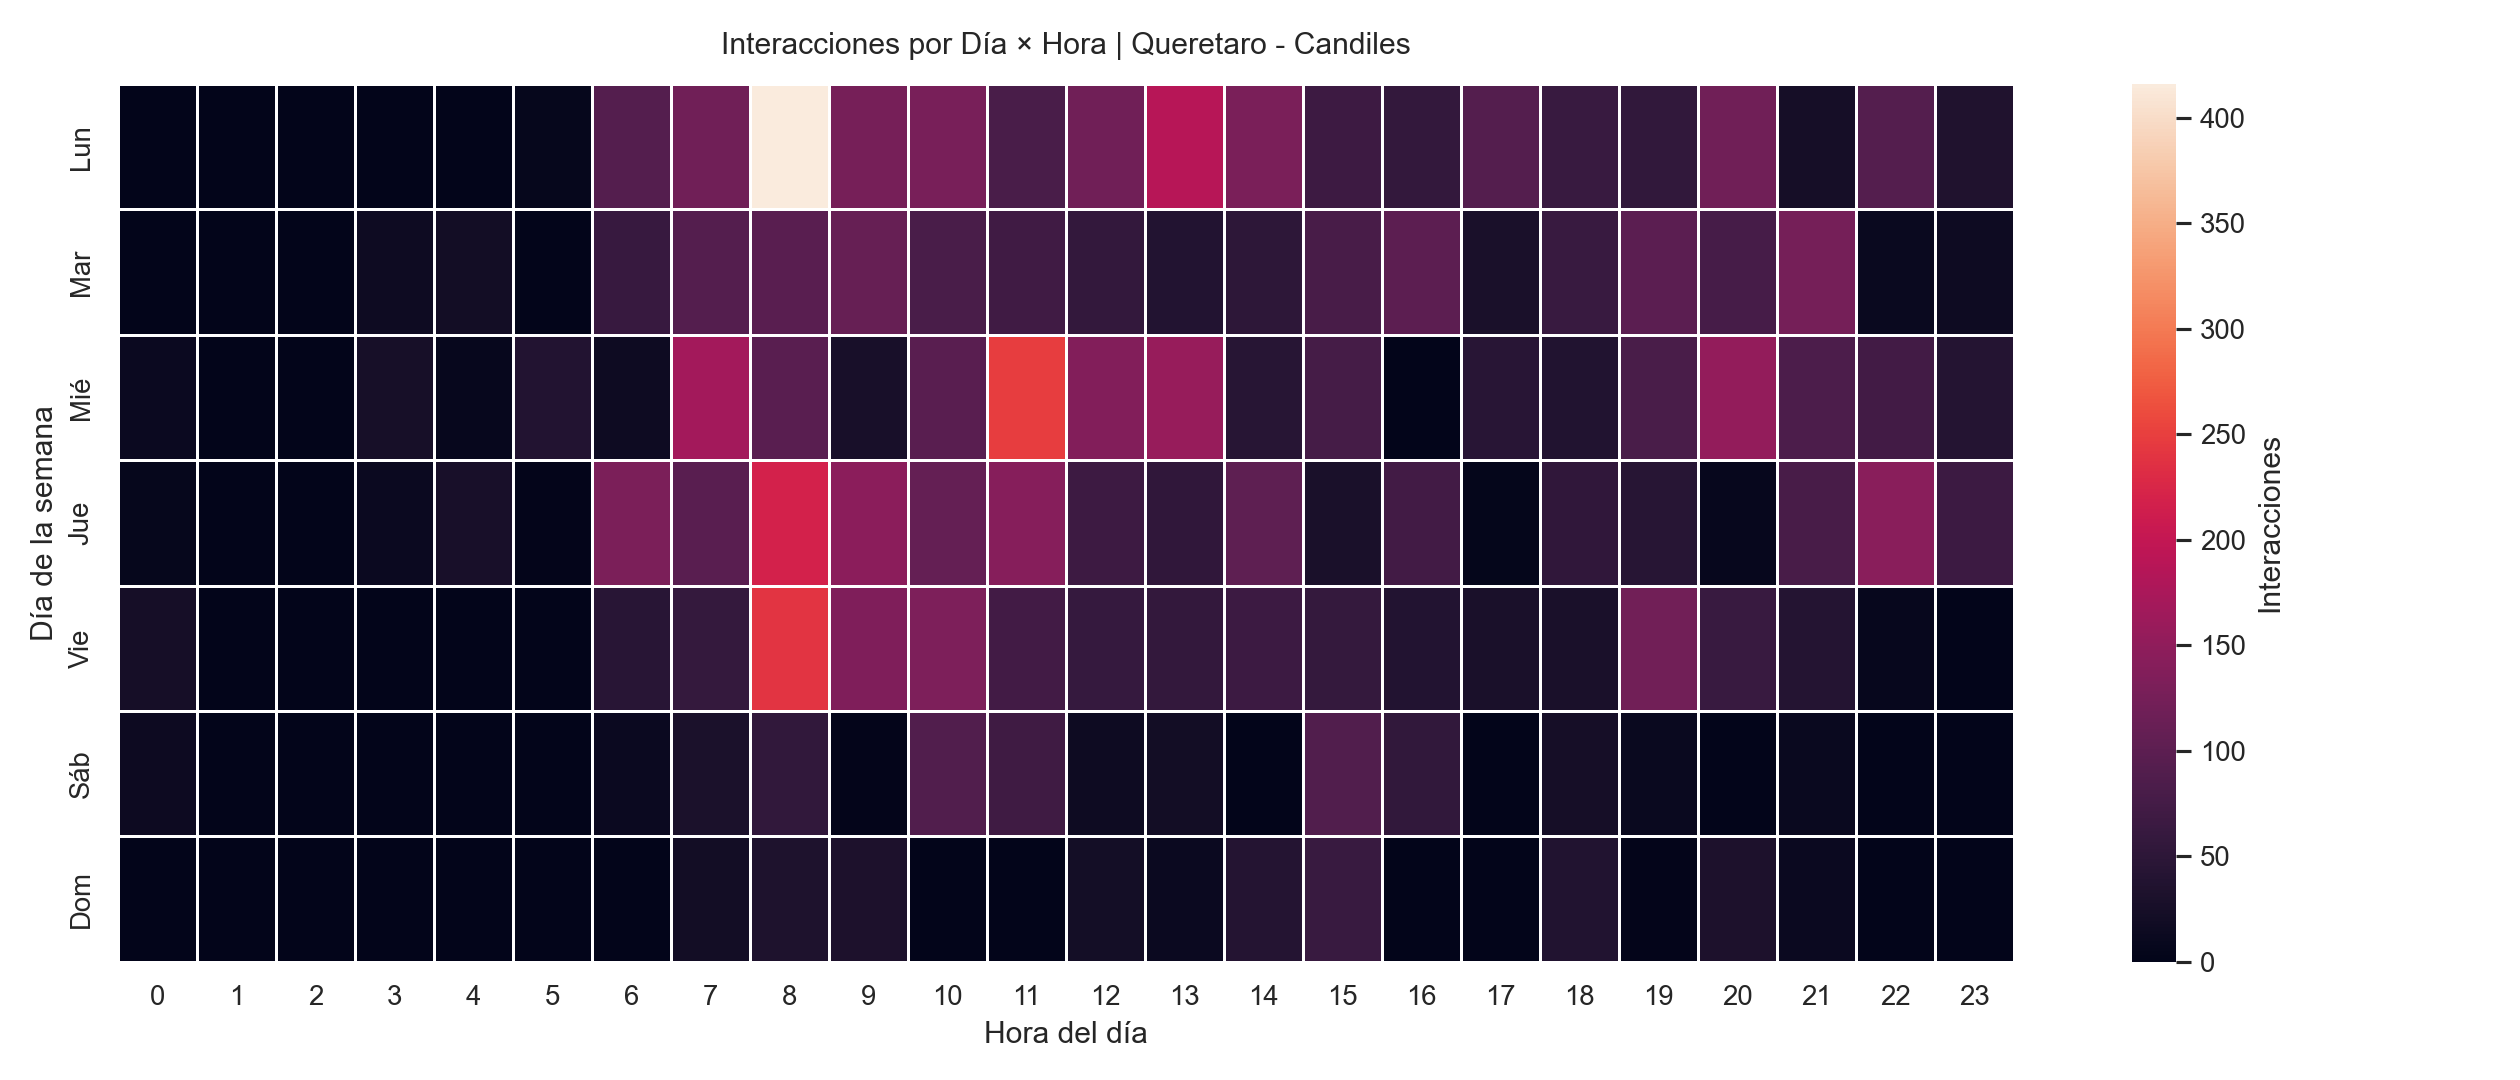 Interacciones por Día × Hora | Queretaro - Candiles
Día de la semana
Lun
Mar
Mié
Jue
Vie
Sáb
Dom
0 1 2 3 4 5 6 7 8 9 10 11 12 13 14 15 16 17 18 19 20 21 22 23
Hora del día
400
350
300
250
200
150
100
50
0
Interacciones